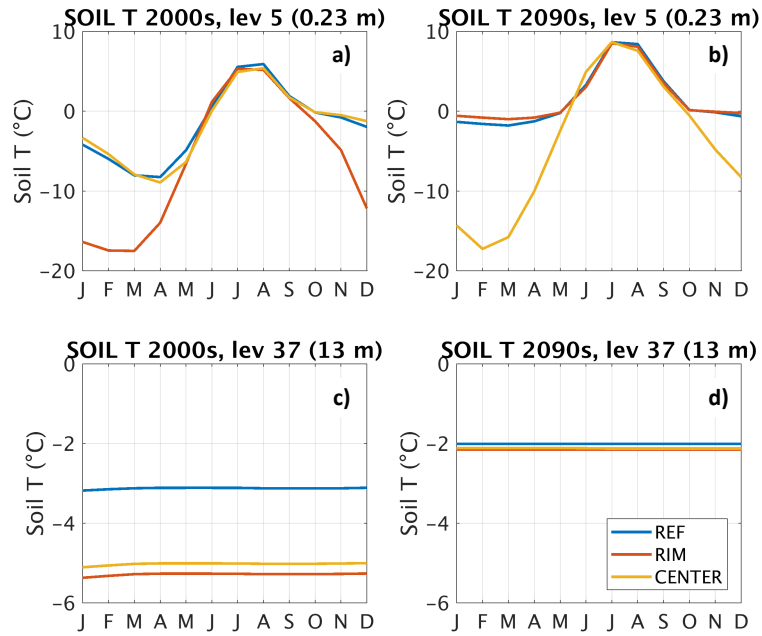 SOIL T 2000s, lev 5 (0.23 m)
a)
Soil T (°C)
10
0
−10
−20
J F M A M J J A S O N D
SOIL T 2090s, lev 5 (0.23 m)
b)
Soil T (°C)
10
0
−10
−20
J F M A M J J A S O N D
SOIL T 2000s, lev 37 (13 m)
c)
Soil T (°C)
0
−2
−4
−6
J F M A M J J A S O N D
SOIL T 2090s, lev 37 (13 m)
d)
Soil T (°C)
0
−2
−4
−6
J F M A M J J A S O N D
REF
RIM
CENTER